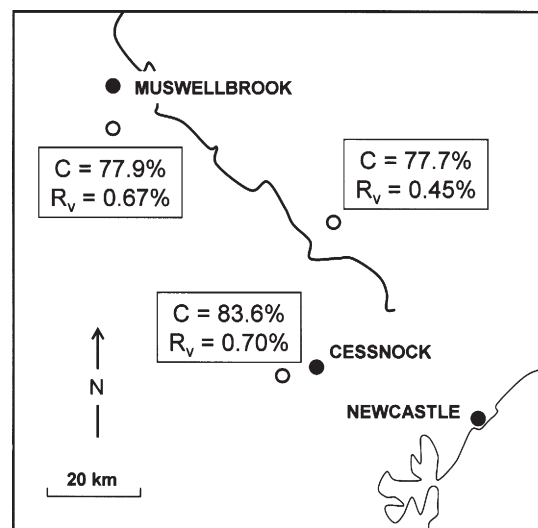 MUSWELLBROOK
C = 77.9%
Rv = 0.67%
C = 77.7%
Rv = 0.45%
C = 83.6%
Rv = 0.70%
CESSNOCK
N
NEWCASTLE
20 km